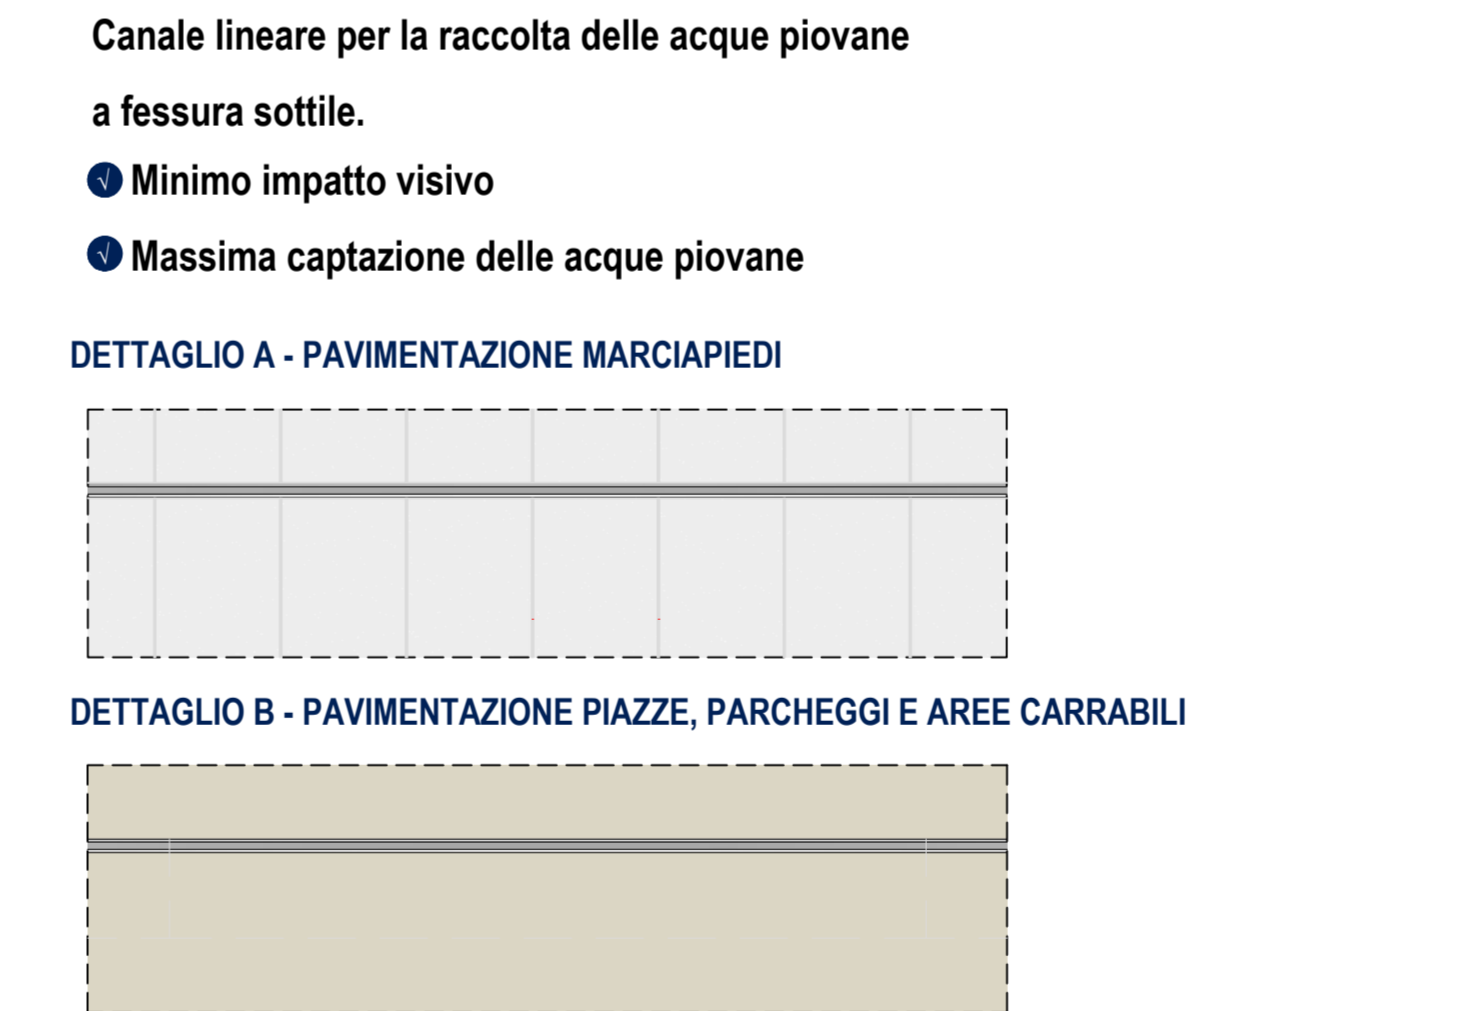 Canale lineare per la raccolta delle acque piovane
a fessura sottile.
√ Minimo impatto visivo
√ Massima captazione delle acque piovane
DETTAGLIO A - PAVIMENTAZIONE MARCIAPIEDI
DETTAGLIO B - PAVIMENTAZIONE PIAZZE, PARCHEGGI E AREE CARRABILI